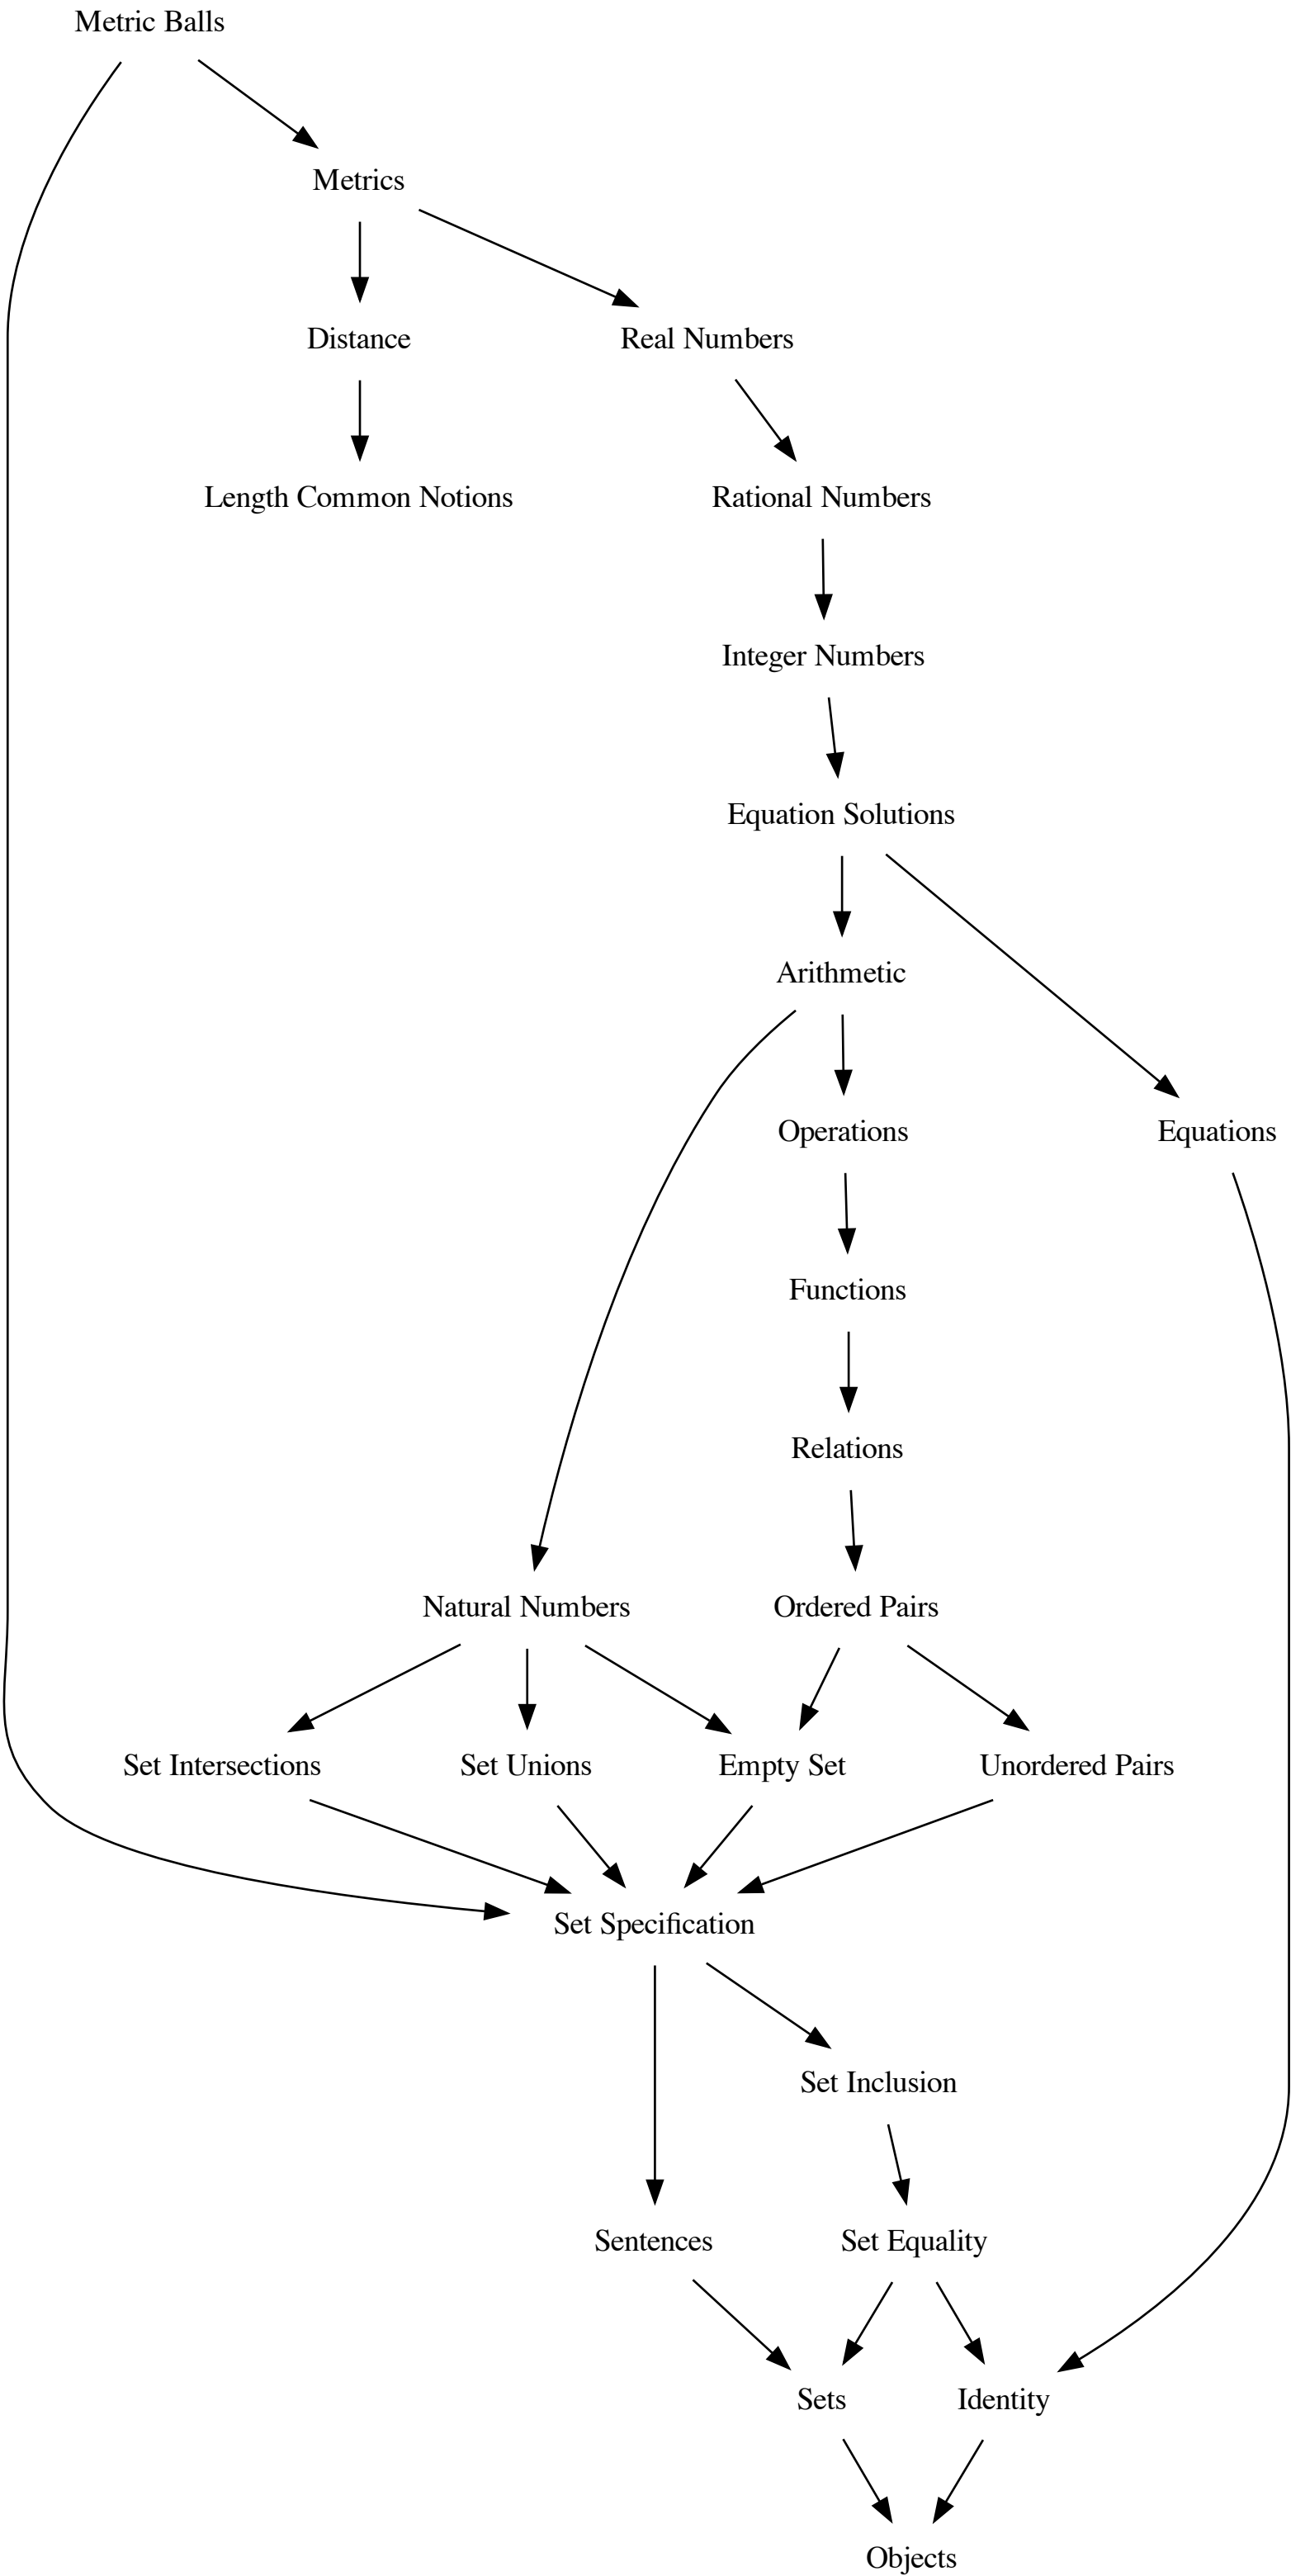 Metric Balls
Metrics
Distance
Real Numbers
Length Common Notions
Rational Numbers
Integer Numbers
Equation Solutions
Arithmetic
Operations
Equations
Functions
Relations
Natural Numbers
Ordered Pairs
Set Intersections
Set Unions
Empty Set
Unordered Pairs
Set Specification
Set Inclusion
Sentences
Set Equality
Sets
Identity
Objects